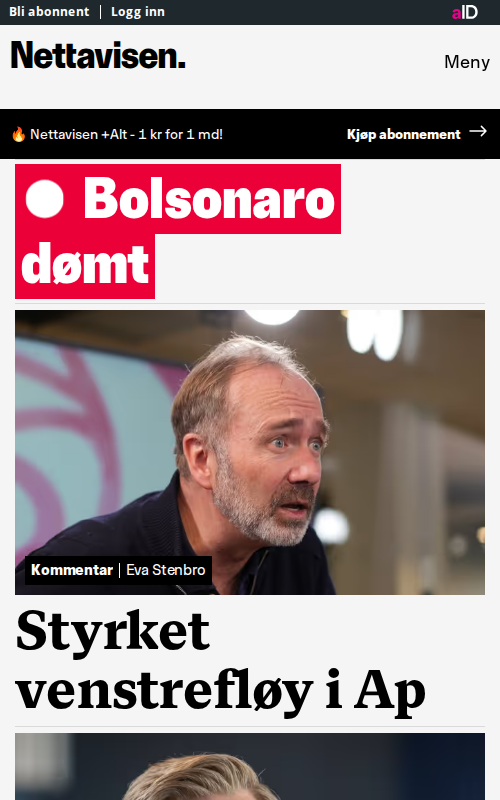 Bli abonnent | Logg inn
aID
Nettavisen.
Meny
🔥 Nettavisen +Alt - 1 kr for 1 md!
Kjøp abonnement →
Bolsonaro
dømt
Kommentar | Eva Stenbro
Styrket
venstrefløy i Ap